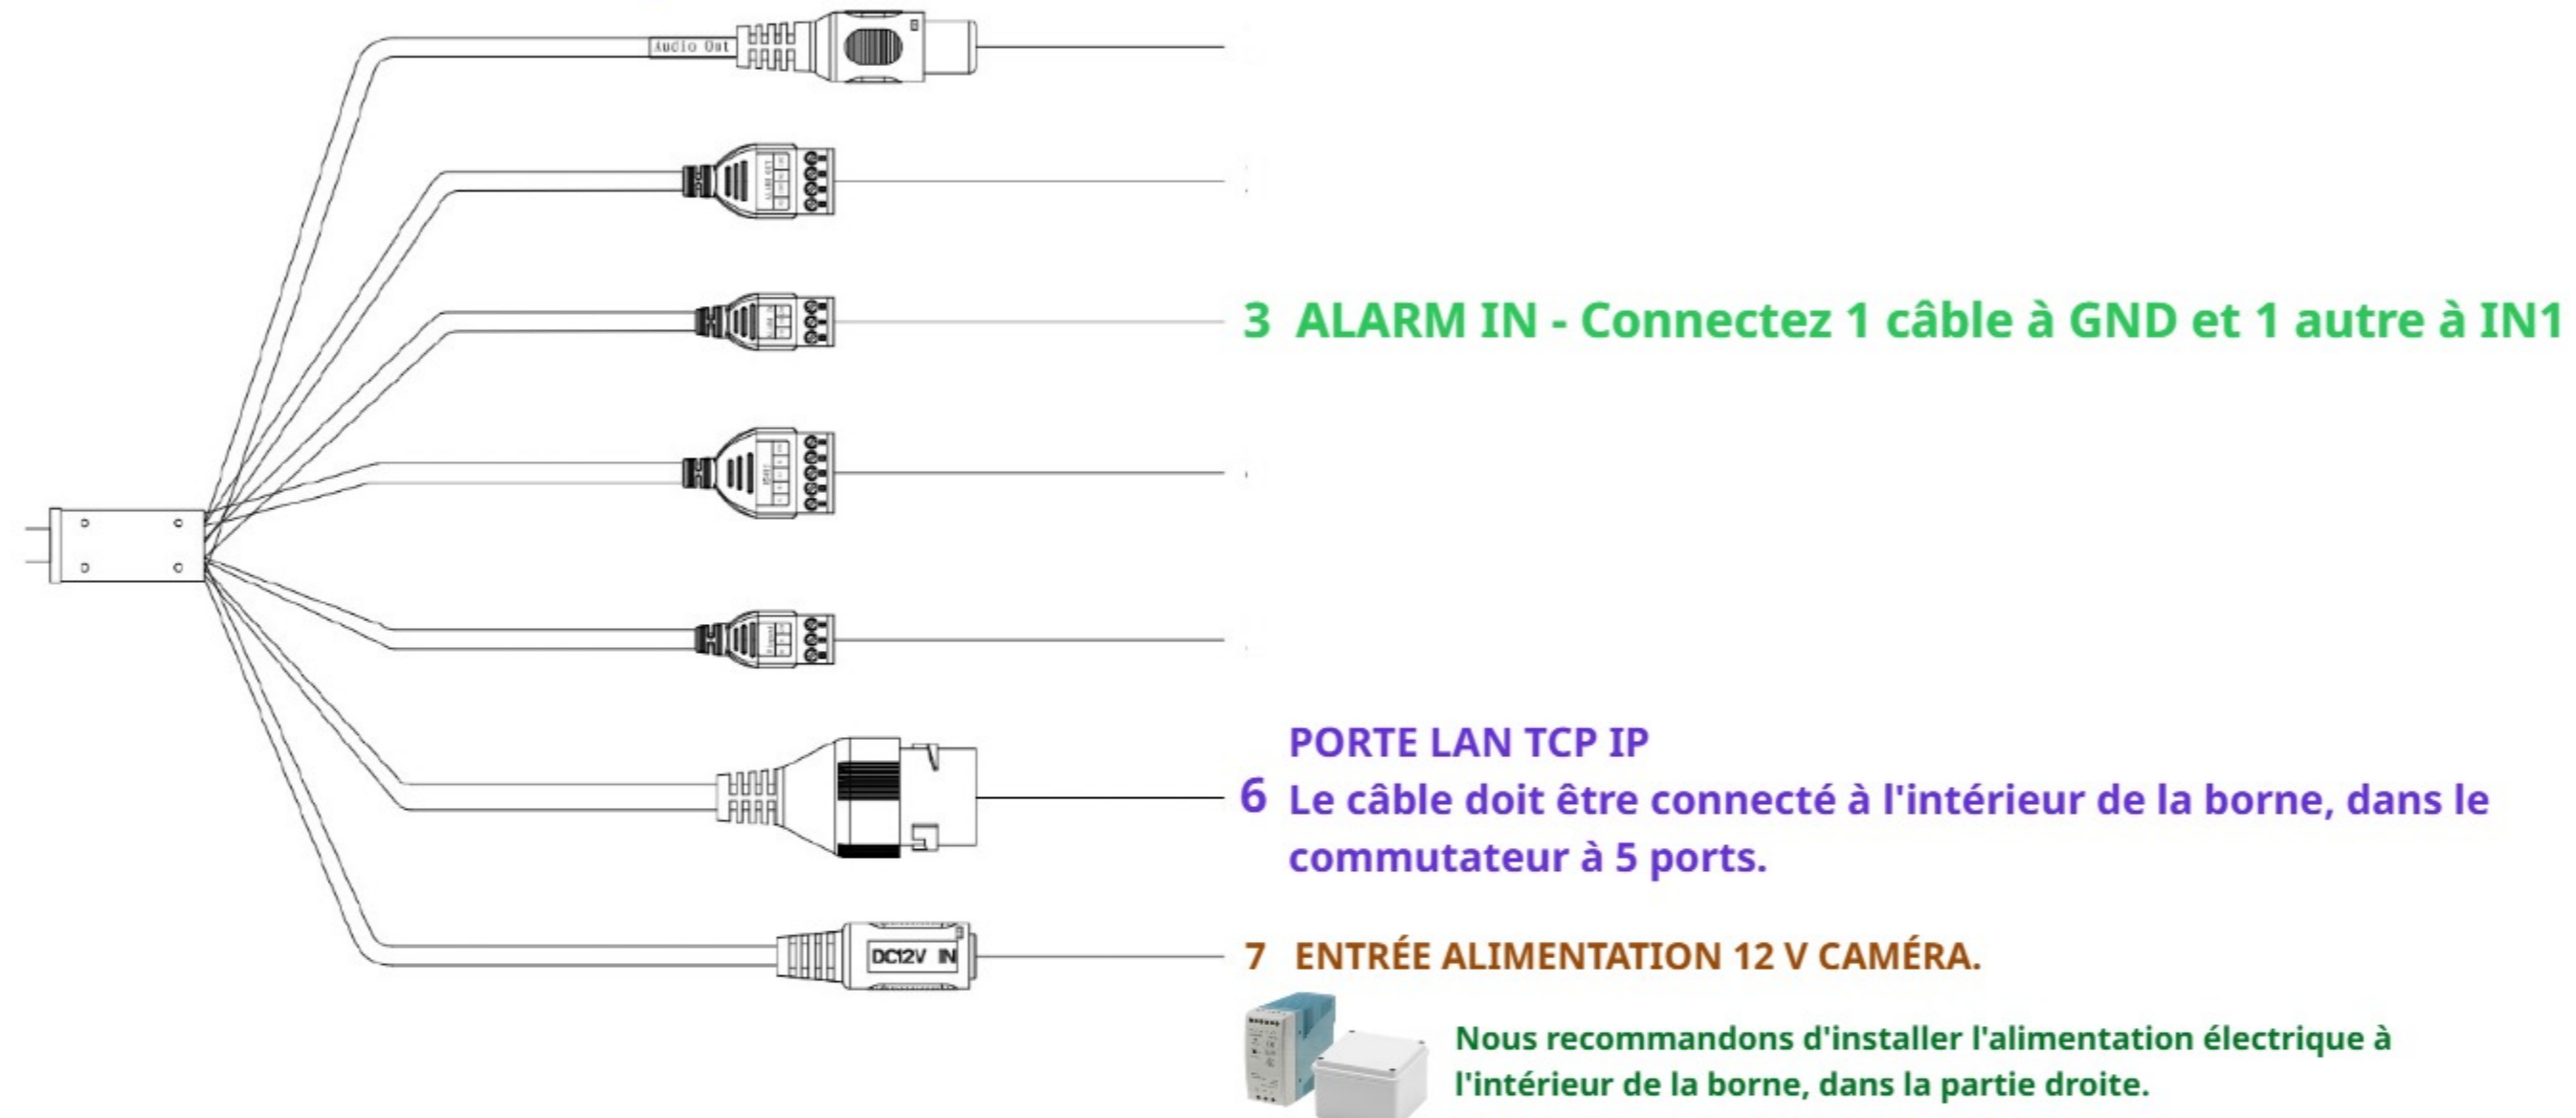 Audio Out
3 ALARM IN - Connectez 1 câble à GND et 1 autre à IN1
PORTE LAN TCP IP
6 Le câble doit être connecté à l'intérieur de la borne, dans le
commutateur à 5 ports.
DC12V IN
7 ENTRÉE ALIMENTATION 12 V CAMÉRA.
Nous recommandons d'installer l'alimentation électrique à
l'intérieur de la borne, dans la partie droite.